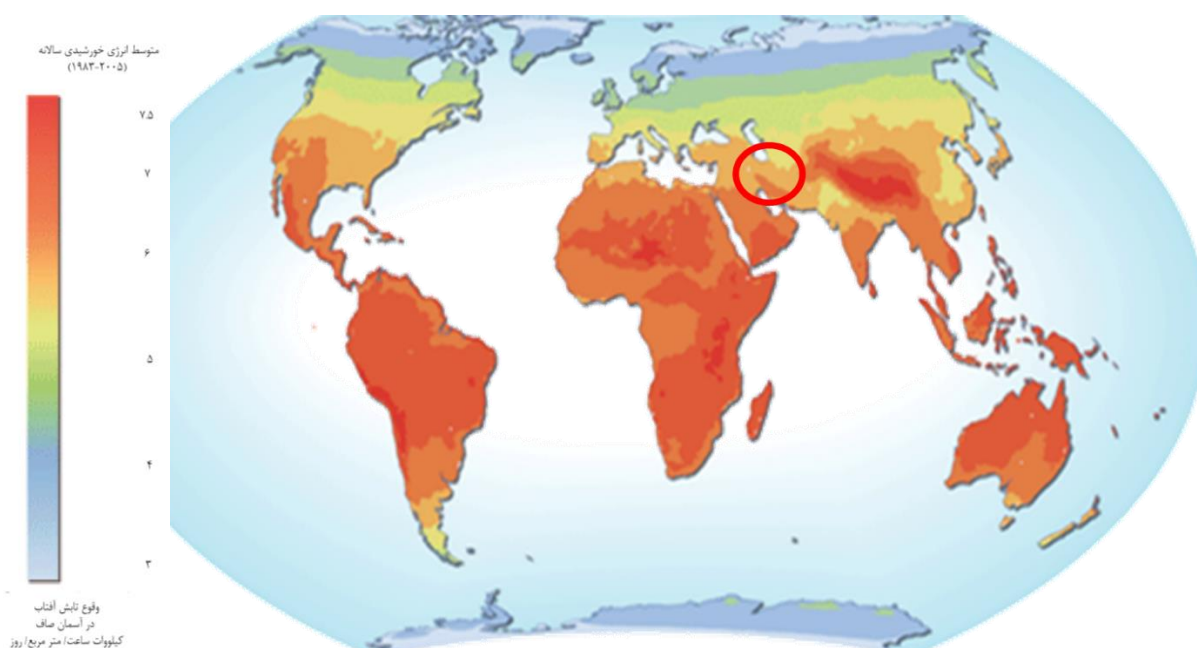 متوسط انرژی خورشیدی سالانه
(۱۹۸۳-۲۰۰۵)
۷.۵
۷
۶
۵
۴
۳
وقوع تابش آفتاب
در آسمان صاف
کیلووات ساعت/ متر مربع/ روز